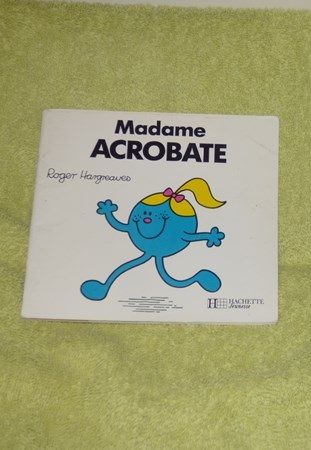 Madame
ACROBATE
Roger Hargreaves
H HACHETTE
Jeunesse